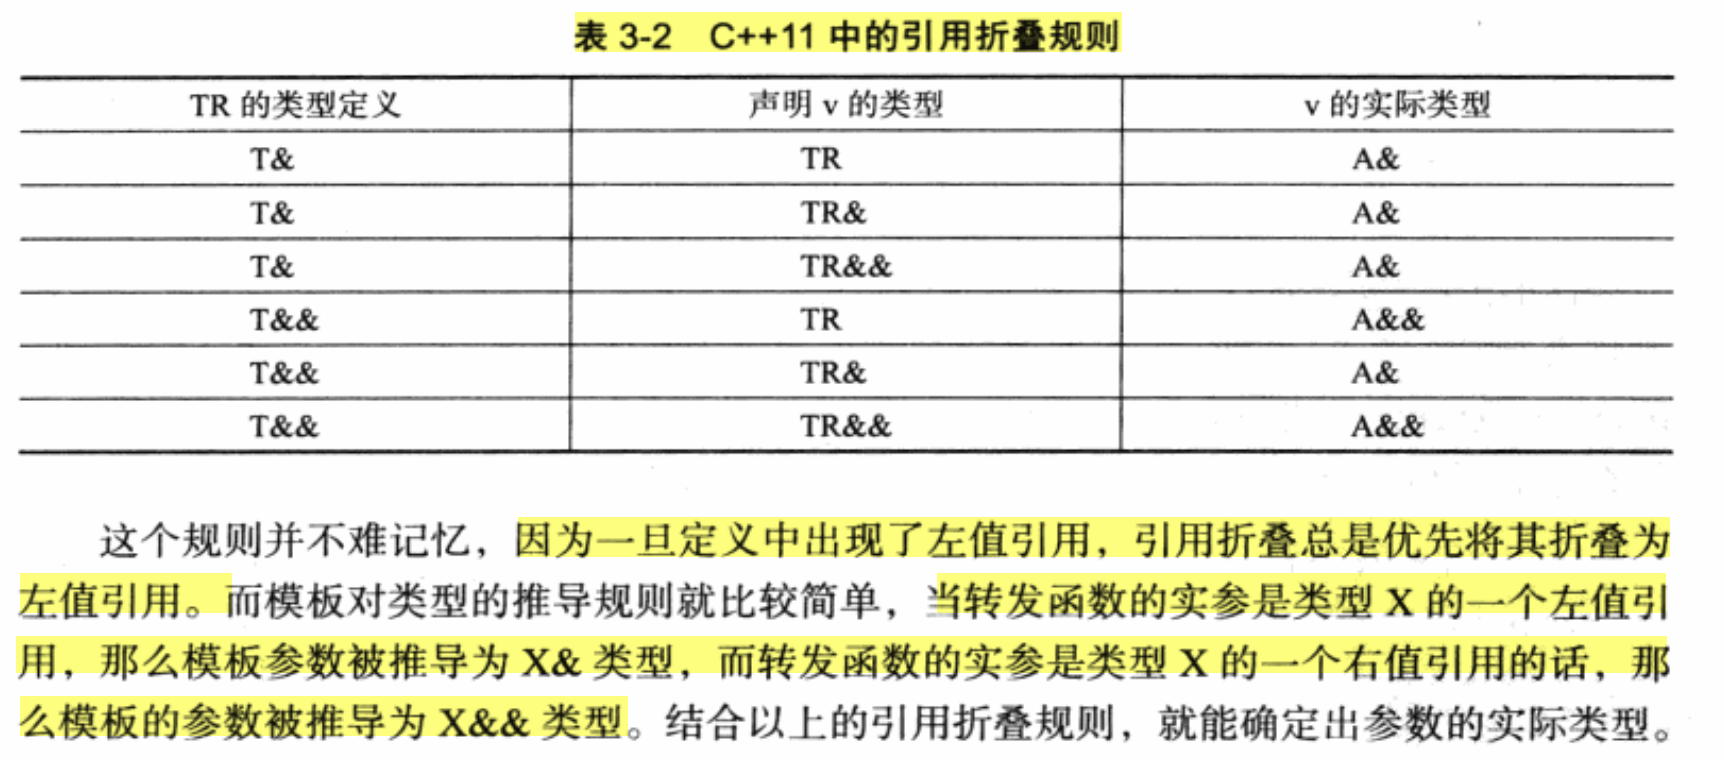 表 3-2 C++11 中的引用折叠规则
TR 的类型定义 声明 v 的类型 v 的实际类型
T& TR A&
T& TR& A&
T& TR&& A&
T&& TR A&&
T&& TR& A&
T&& TR&& A&&
这个规则并不难记忆，因为一旦定义中出现了左值引用，引用折叠总是优先将其折叠为
左值引用。而模板对类型的推导规则就比较简单，当转发函数的实参是类型 X 的一个左值引
用，那么模板参数被推导为 X& 类型，而转发函数的实参是类型 X 的一个右值引用的话，那
么模板的参数被推导为 X&& 类型。结合以上的引用折叠规则，就能确定出参数的实际类型。